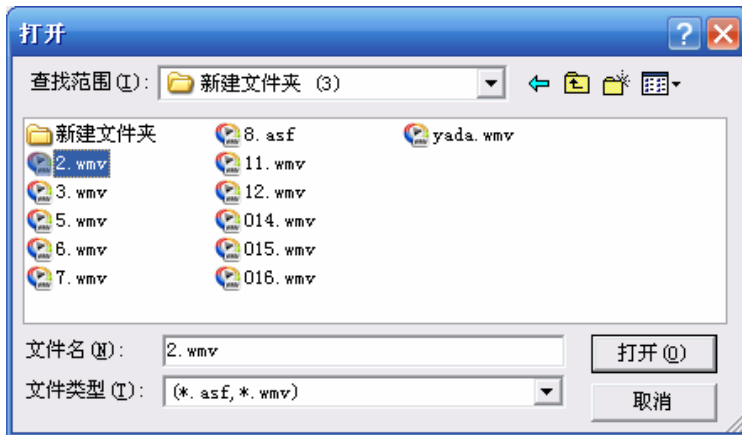 打开
查找范围(I): 新建文件夹 (3)
新建文件夹 8. asf yada. wmv
2. wmv 11. wmv
3. wmv 12. wmv
5. wmv 014. wmv
6. wmv 015. wmv
7. wmv 016. wmv
文件名(N): 2. wmv 打开(O)
文件类型(T): (*. asf,*. wmv) 取消